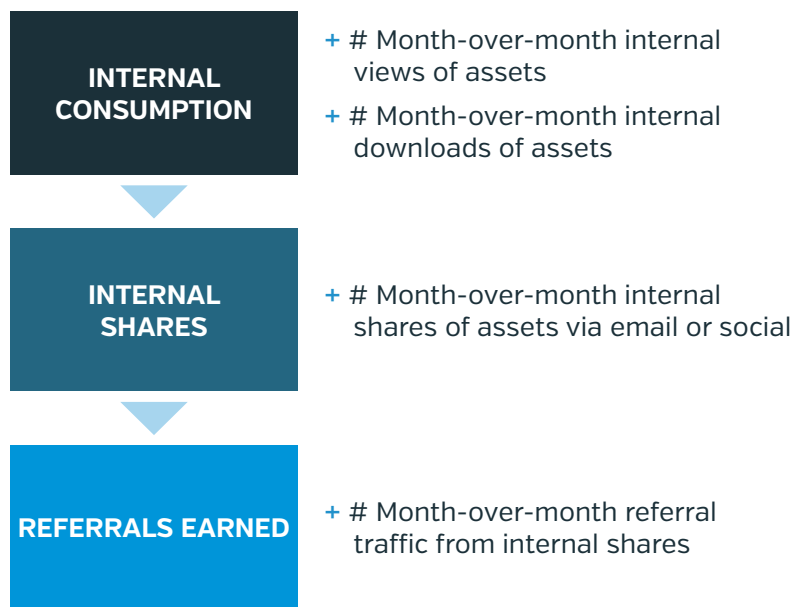 INTERNAL
CONSUMPTION
+ # Month-over-month internal
views of assets
+ # Month-over-month internal
downloads of assets
INTERNAL
SHARES
+ # Month-over-month internal
shares of assets via email or social
REFERRALS EARNED
+ # Month-over-month referral
traffic from internal shares